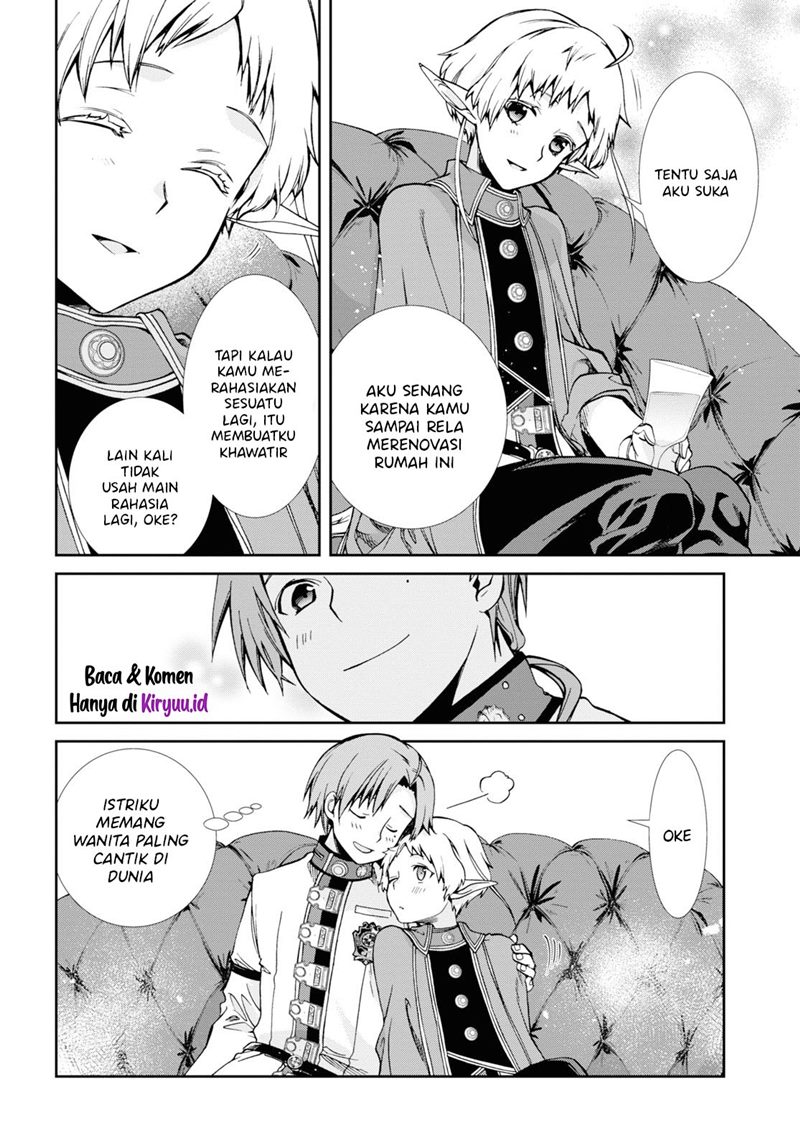 TENTU SAJA
AKU SUKA
AKU SENANG
KARENA KAMU
SAMPAI RELA
MERENOVASI
RUMAH INI
TAPI KALAU
KAMU ME-
RAHASIAKAN
SESUATU
LAGI, ITU
MEMBUATKU
KHAWATIR
LAIN KALI
TIDAK
USAH MAIN
RAHASIA
LAGI, OKE?
Baca & Komen
Hanya di Kiryuu.id
OKE
ISTRIKU
MEMANG
WANITA PALING
CANTIK DI
DUNIA